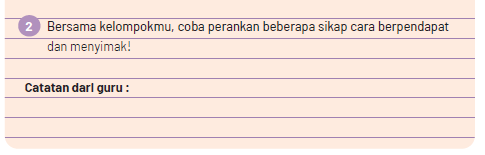 2 Bersama kelompokmu, coba perankan beberapa sikap cara berpendapat
dan menyimak!
Catatan dari guru :